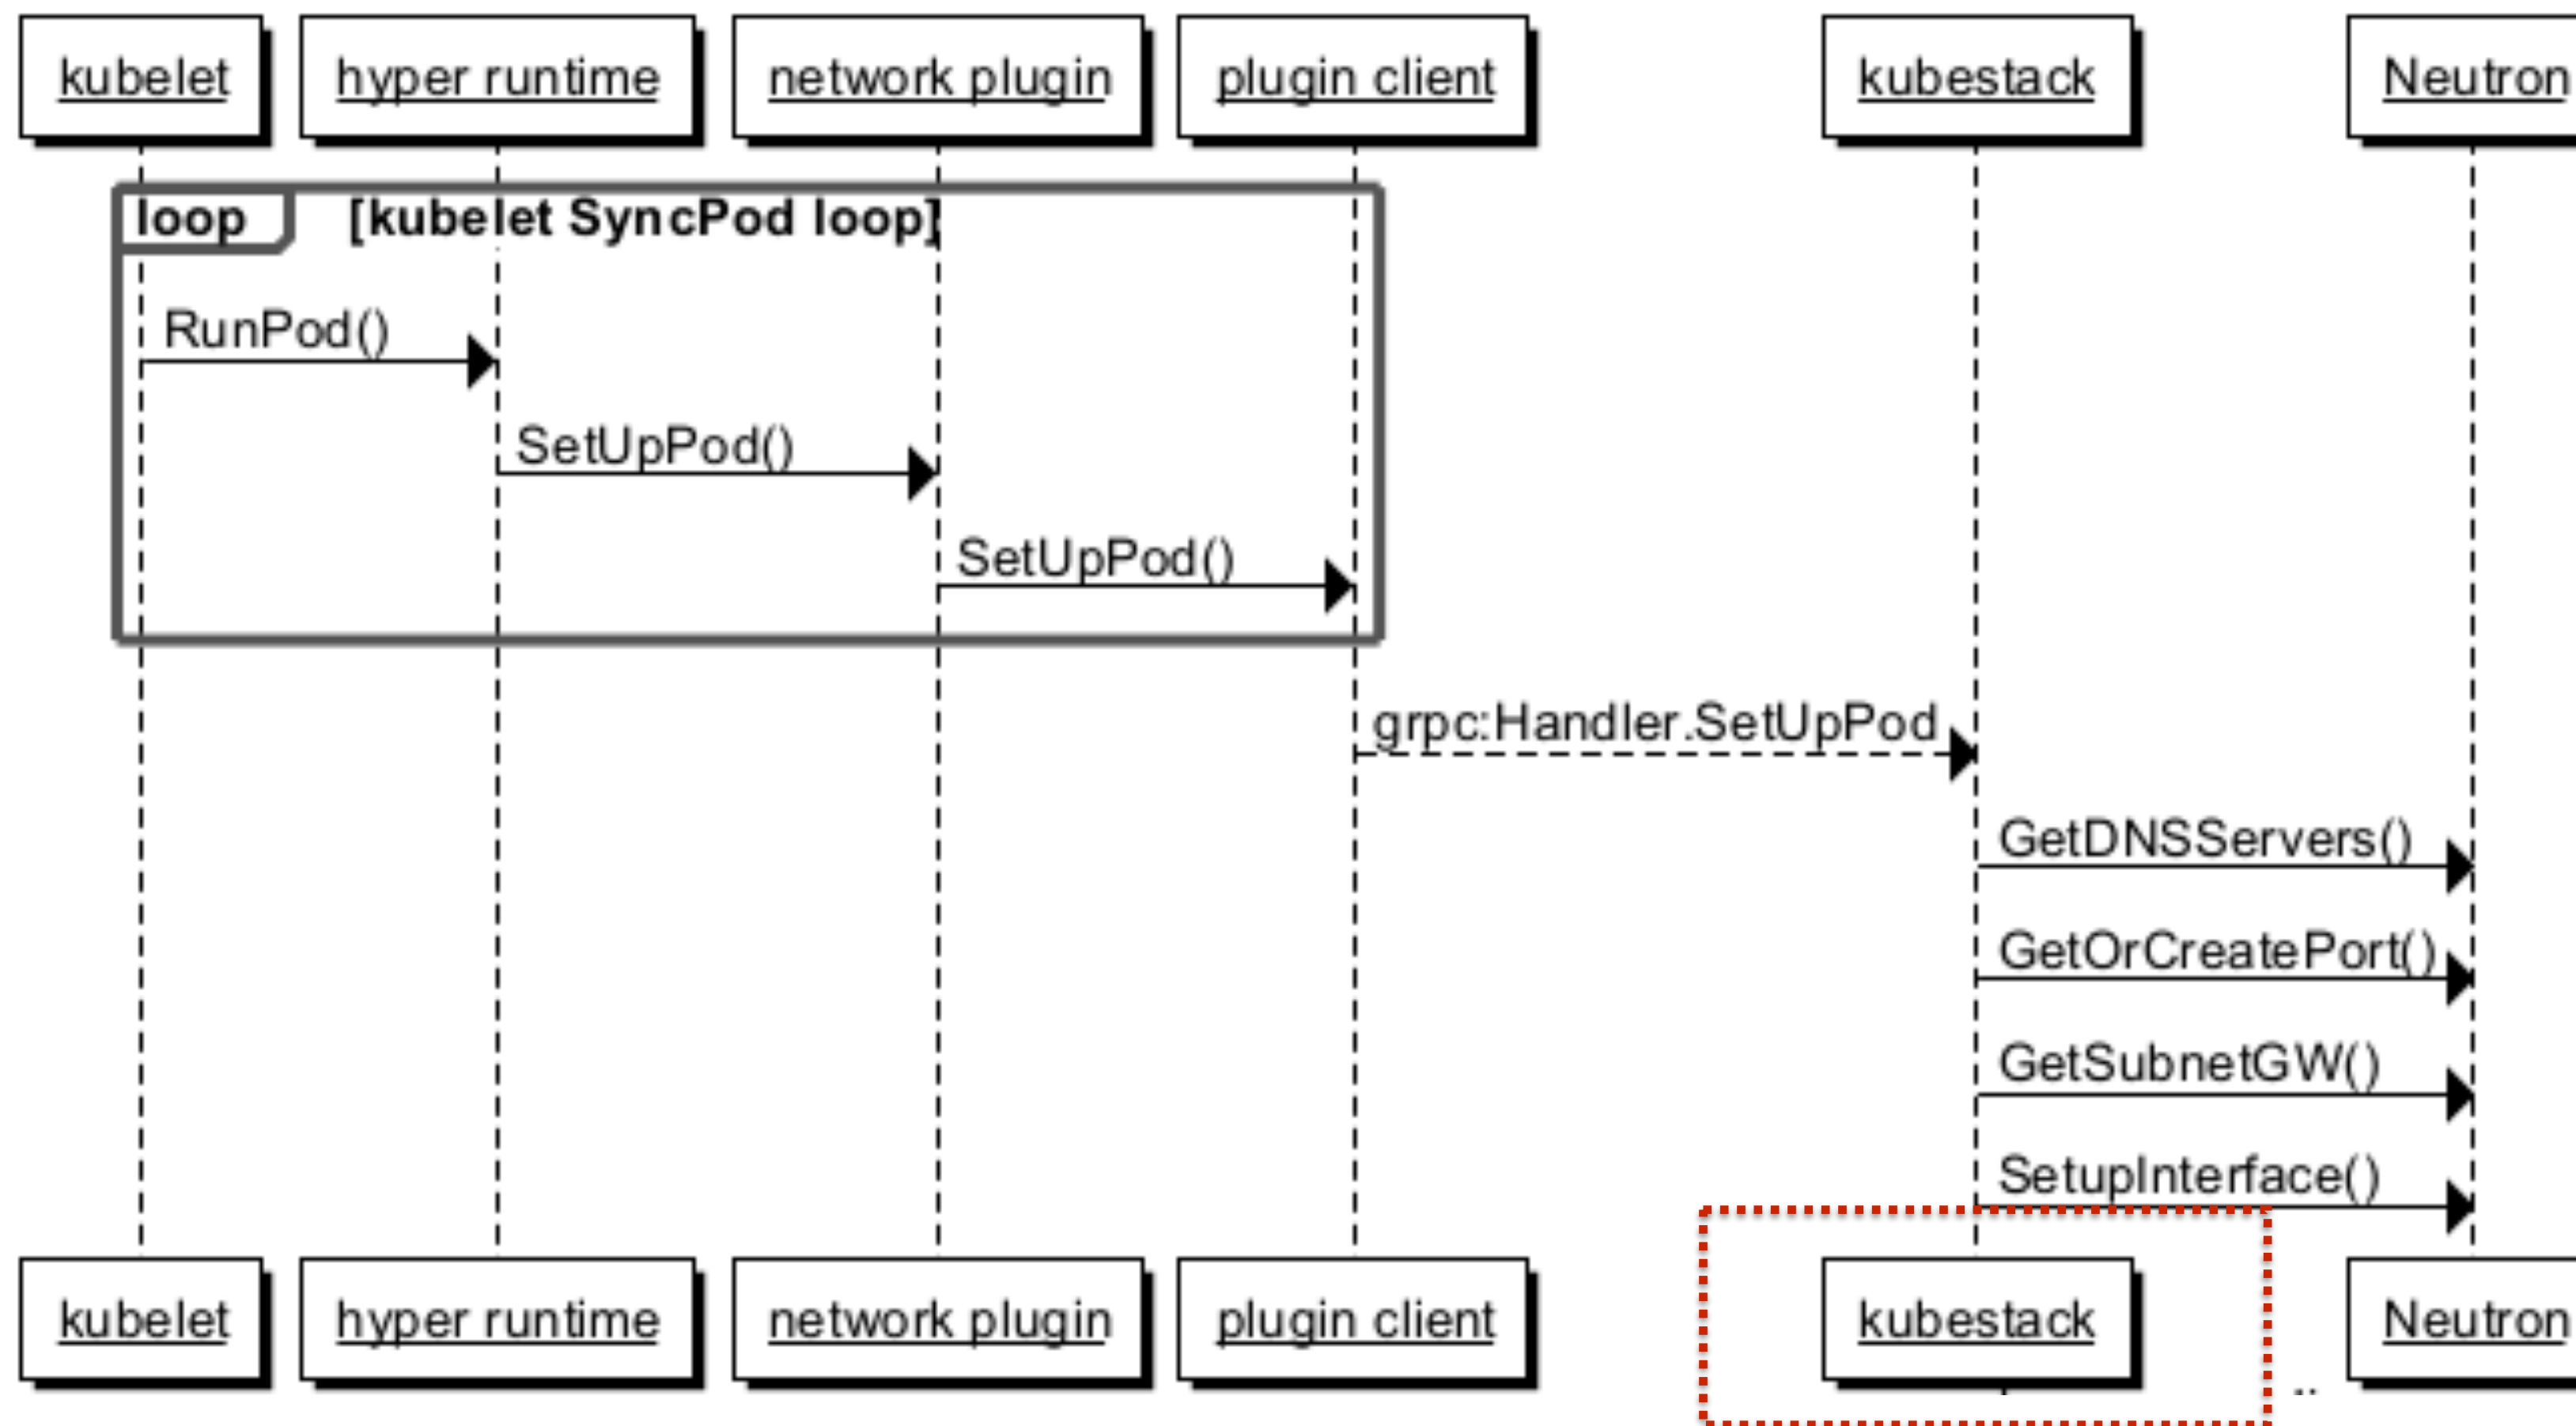 kubelet
hyper runtime
network plugin
plugin client
kubestack
Neutron
loop [kubelet SyncPod loop]
RunPod()
SetUpPod()
SetUpPod()
grpc:Handler.SetUpPod
GetDNSServers()
GetOrCreatePort()
GetSubnetGW()
SetupInterface()
kubelet
hyper runtime
network plugin
plugin client
kubestack
Neutron